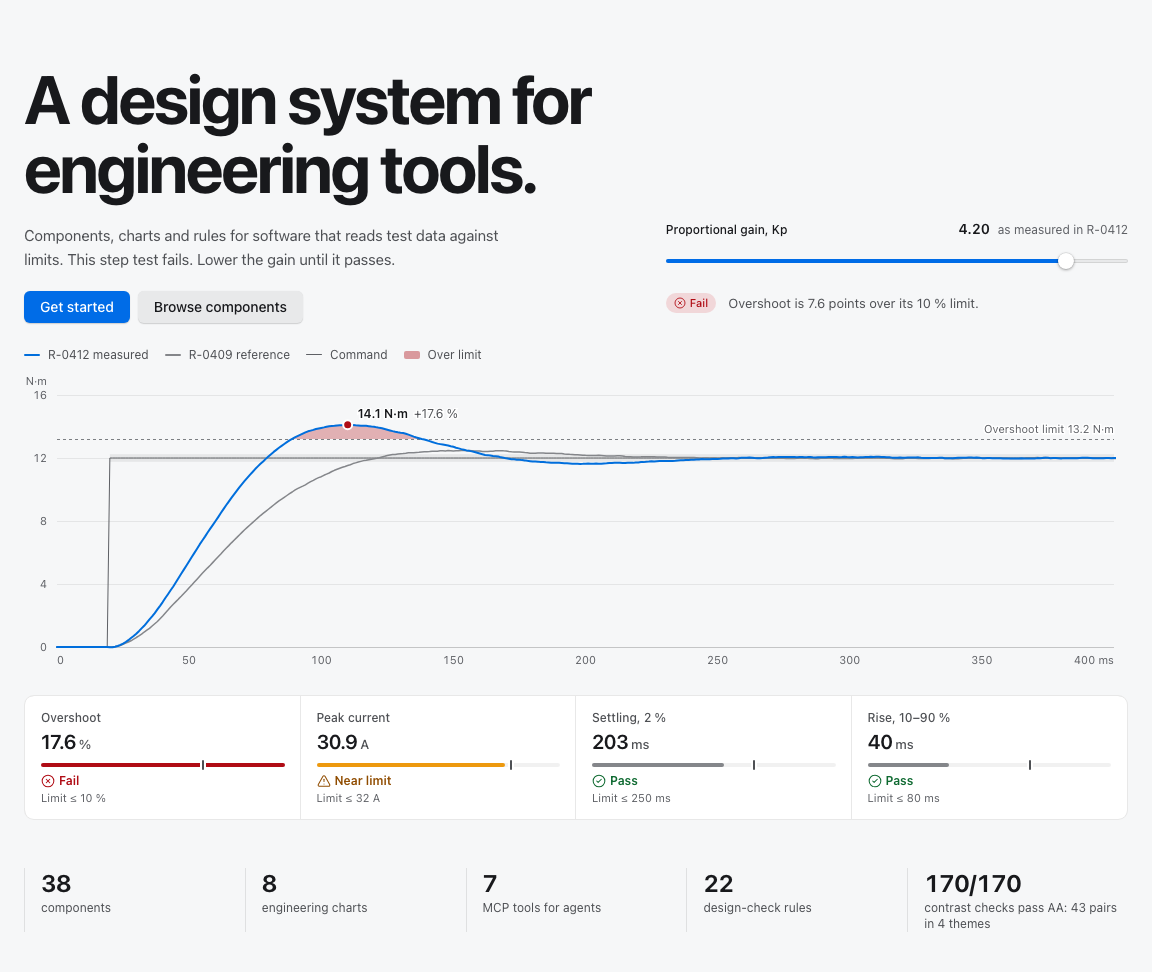 A design system for
engineering tools.
Components, charts and rules for software that reads test data against
limits. This step test fails. Lower the gain until it passes.
Get started
Browse components
Proportional gain, Kp
4.20 as measured in R-0412
Fail
Overshoot is 7.6 points over its 10 % limit.
R-0412 measured
R-0409 reference
Command
Over limit
N·m
16
12
8
4
0
14.1 N·m +17.6 %
Overshoot limit 13.2 N·m
0
50
100
150
200
250
300
350
400 ms
Overshoot
17.6 %
Fail
Limit ≤ 10 %
Peak current
30.9 A
Near limit
Limit ≤ 32 A
Settling, 2 %
203 ms
Pass
Limit ≤ 250 ms
Rise, 10–90 %
40 ms
Pass
Limit ≤ 80 ms
38
components
8
engineering charts
7
MCP tools for agents
22
design-check rules
170/170
contrast checks pass AA: 43 pairs
in 4 themes